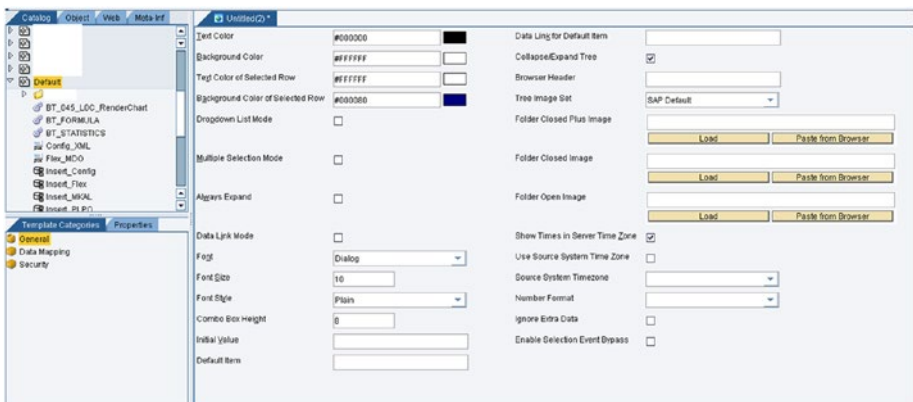 Catalog Object Web Meta-Inf
Default
BT_045_LOC_RenderChart
BT_FORMULA
BT_STATISTICS
Config_XML
Flex_MDO
Insert_Config
Insert_Flex
Insert_MKAL
Insert_PLPO
Template Categories Properties
General
Data Mapping
Security
Untitled(2) *
Text Color #000000
Background Color #FFFFFF
Text Color of Selected Row #FFFFFF
Background Color of Selected Row #000080
Dropdown List Mode
Multiple Selection Mode
Always Expand
Data Link Mode
Font Dialog
Font Size 10
Font Style Plain
Combo Box Height 8
Initial Value
Default Item
Data Link for Default Item
Collapse/Expand Tree
Browser Header
Tree Image Set SAP Default
Folder Closed Plus Image
Load Paste from Browser
Folder Closed Image
Load Paste from Browser
Folder Open Image
Load Paste from Browser
Show Times in Server Time Zone
Use Source System Time Zone
Source System Timezone
Number Format
Ignore Extra Data
Enable Selection Event Bypass